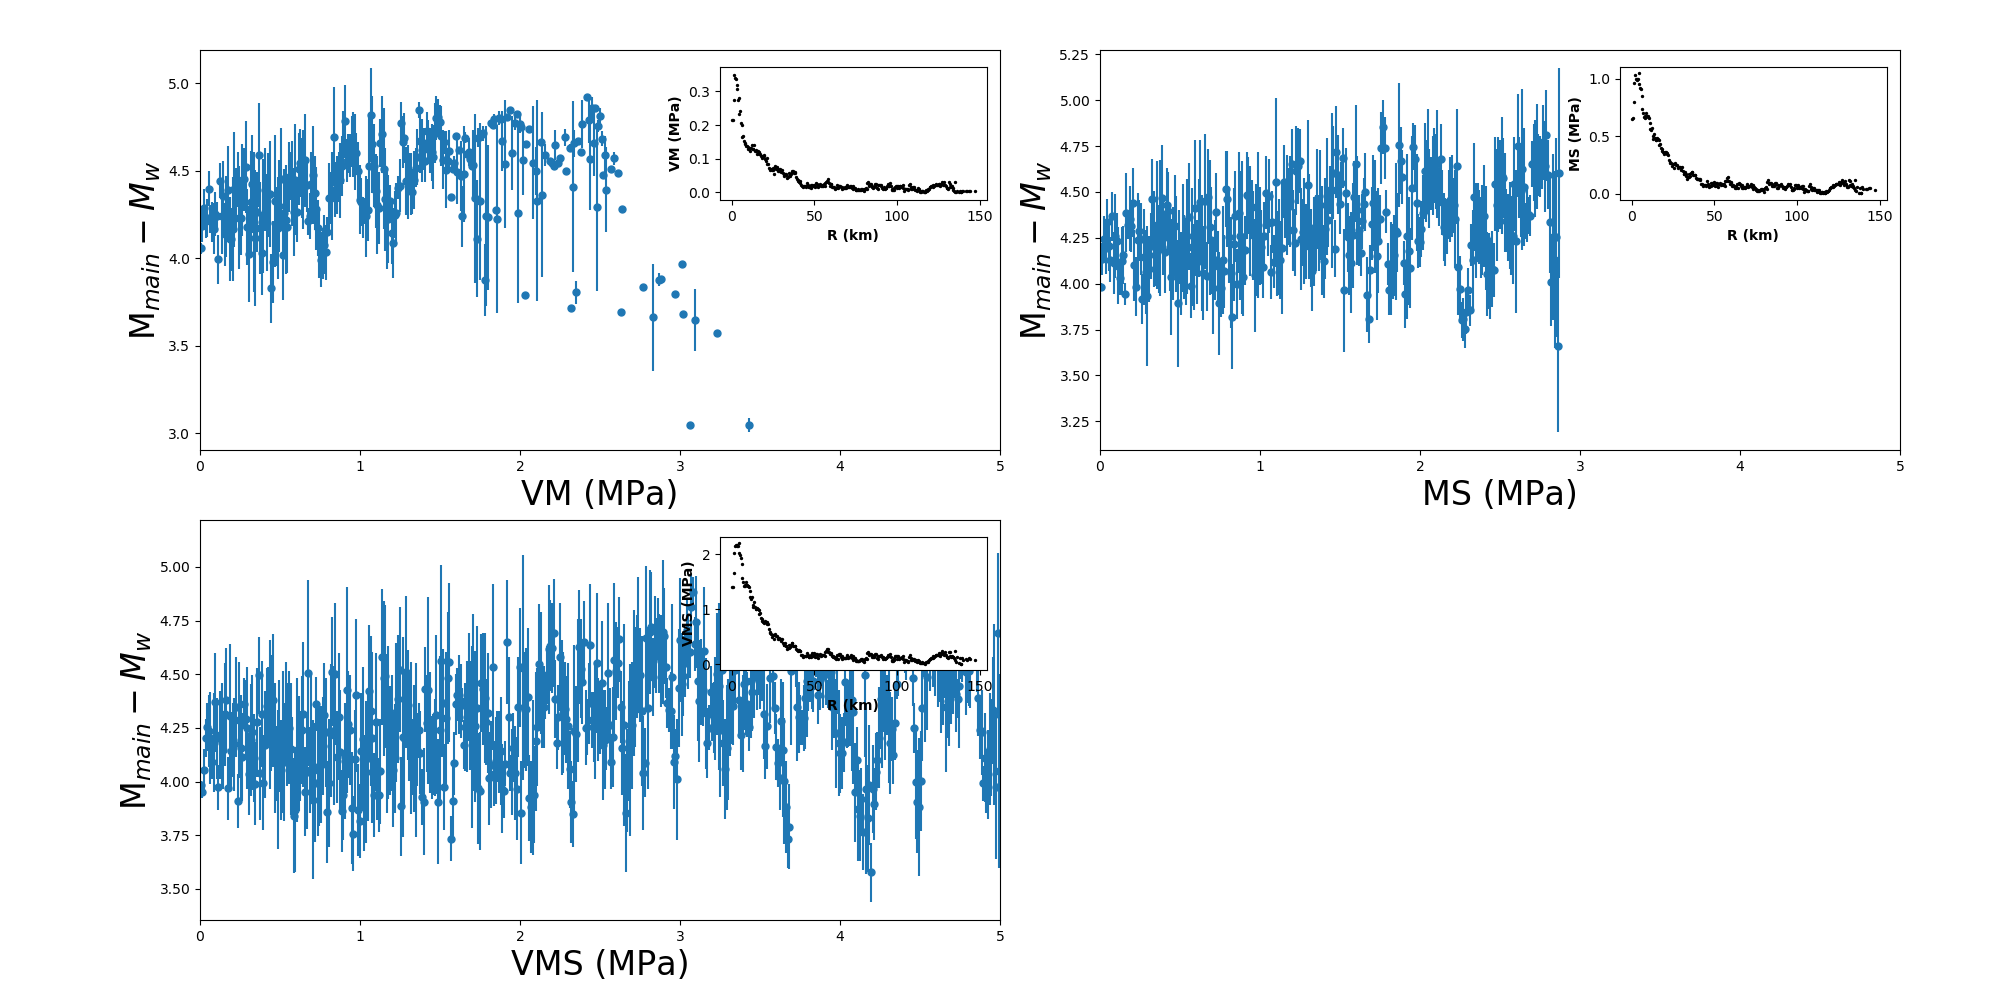 5.0
4.5
4.0
3.5
3.0
0 1 2 3 4 5
M_main − M_w
VM (MPa)
0.3
0.2
0.1
0.0
0 50 100 150
VM (MPa)
R (km)
5.25
5.00
4.75
4.50
4.25
4.00
3.75
3.50
3.25
0 1 2 3 4 5
M_main − M_w
MS (MPa)
1.0
0.5
0.0
0 50 100 150
MS (MPa)
R (km)
5.00
4.75
4.50
4.25
4.00
3.75
3.50
0 1 2 3 4 5
M_main − M_w
VMS (MPa)
2
1
0
0 50 100 150
VMS (MPa)
R (km)